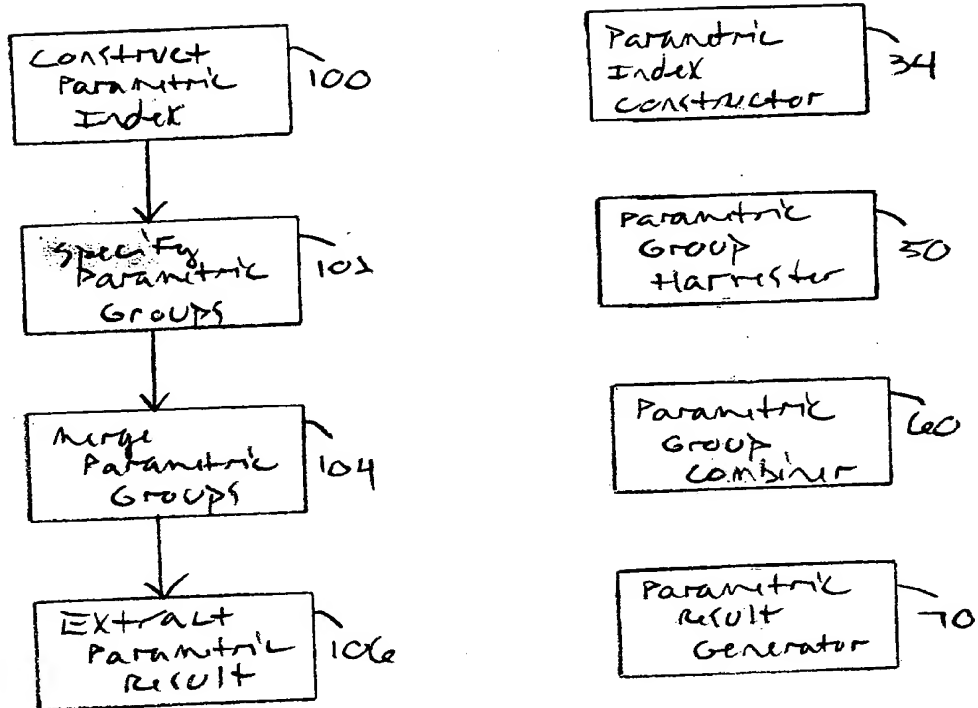 Construct
Parametric
Index
100
Specify
Parametric
Groups
102
Merge
Parametric
Groups
104
Extract
Parametric
Result
106
Parametric
Index
Constructor
34
Parametric
Group
Harvester
50
Parametric
Group
Combiner
60
Parametric
Result
Generator
70